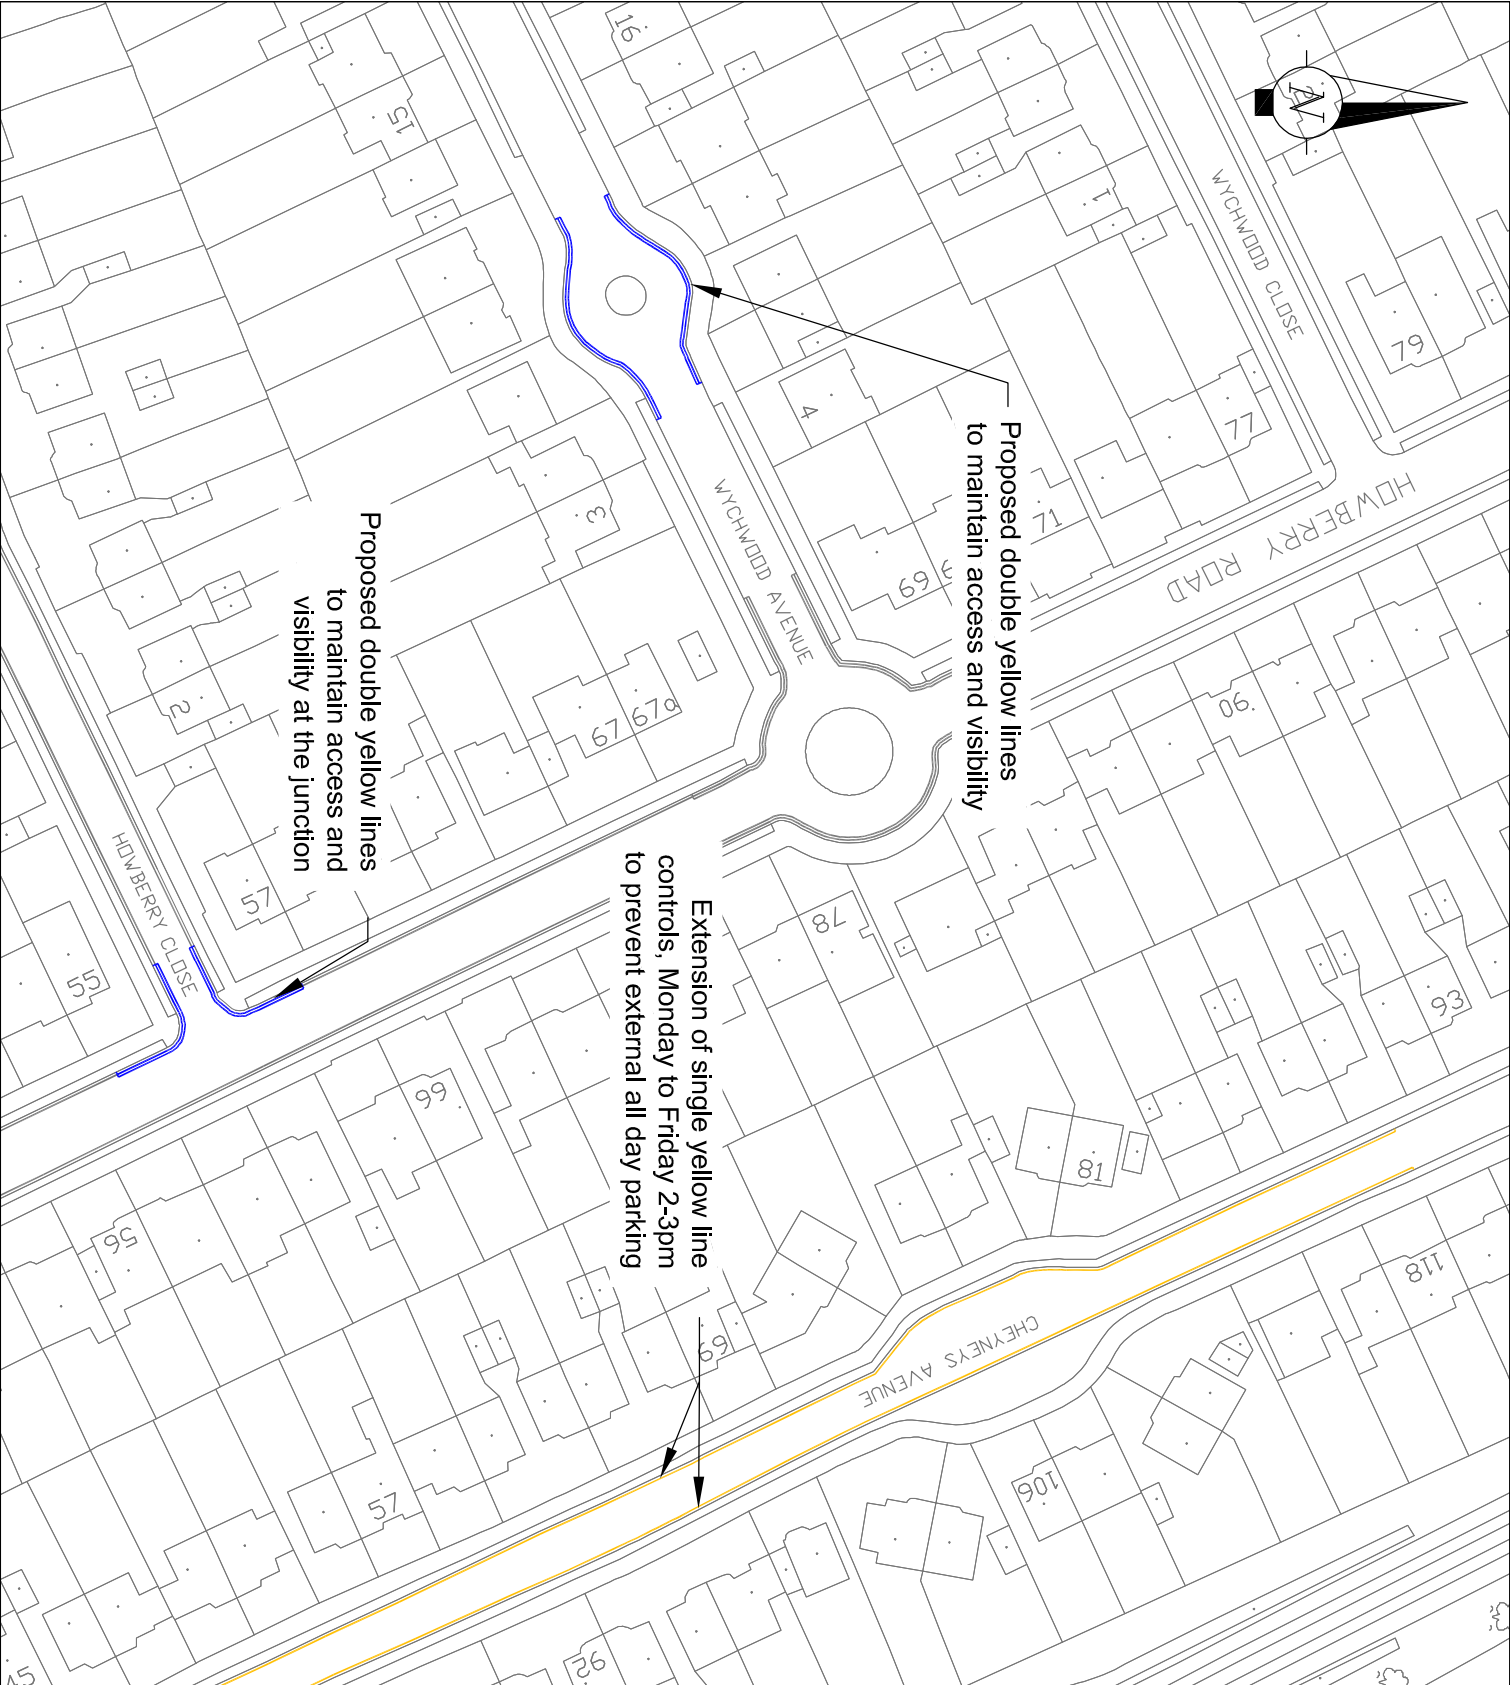 N
WYCHWOOD CLOSE
79
77
HOWBERRY ROAD
Proposed double yellow lines
to maintain access and visibility
16
15
1
4
71
69
3
WYCHWOOD AVENUE
67
67a
90
93
78
81
118
Proposed double yellow lines
to maintain access and
visibility at the junction
2
57
HOWBERRY CLOSE
55
Extension of single yellow line
controls, Monday to Friday 2-3pm
to prevent external all day parking
66
56
69
CHEYNEYS AVENUE
106
57
92
45